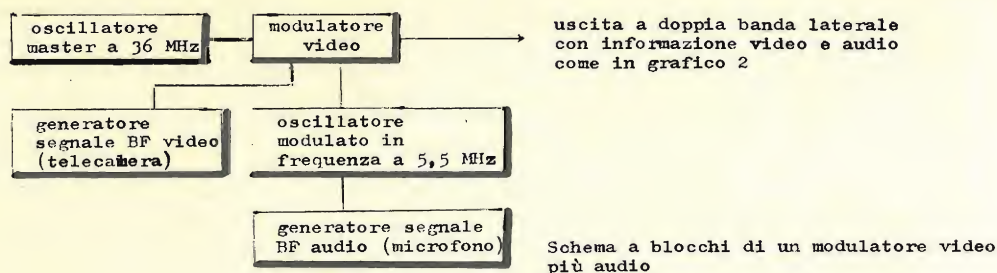 oscillatore
master a 36 MHz
modulatore
video
uscita a doppia banda laterale
con informazione video e audio
come in grafico 2
generatore
segnale BF video
(telecamera)
oscillatore
modulato in
frequenza a 5,5 MHz
generatore segnale
BF audio (microfono)
Schema a blocchi di un modulatore video
più audio